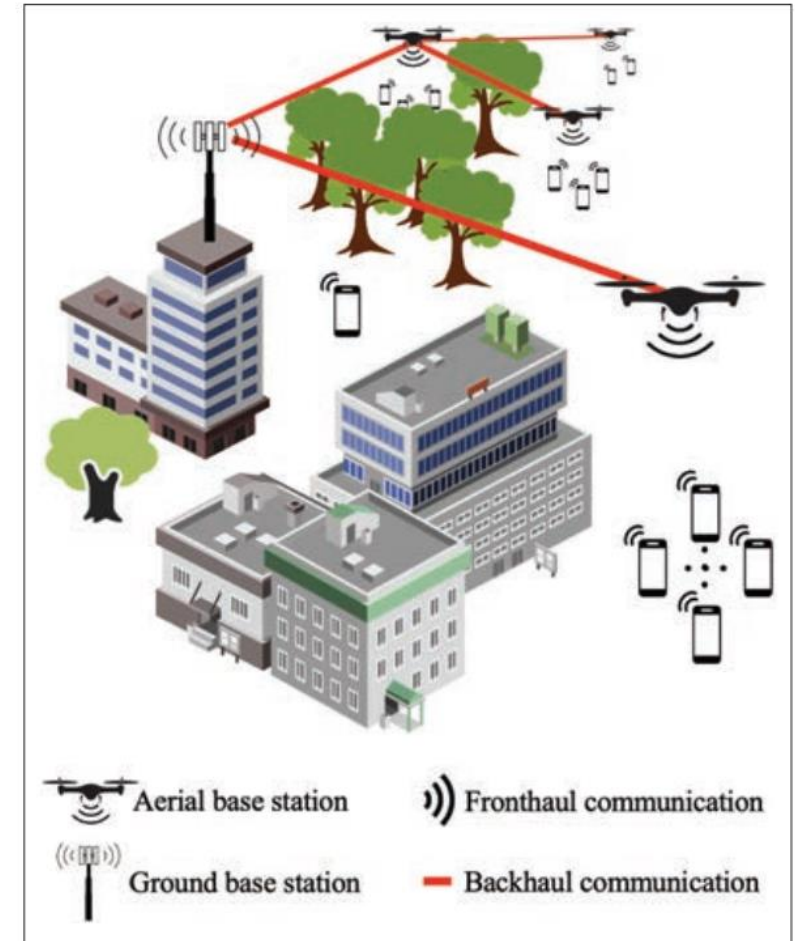 Aerial base station
Fronthaul communication
Ground base station
Backhaul communication